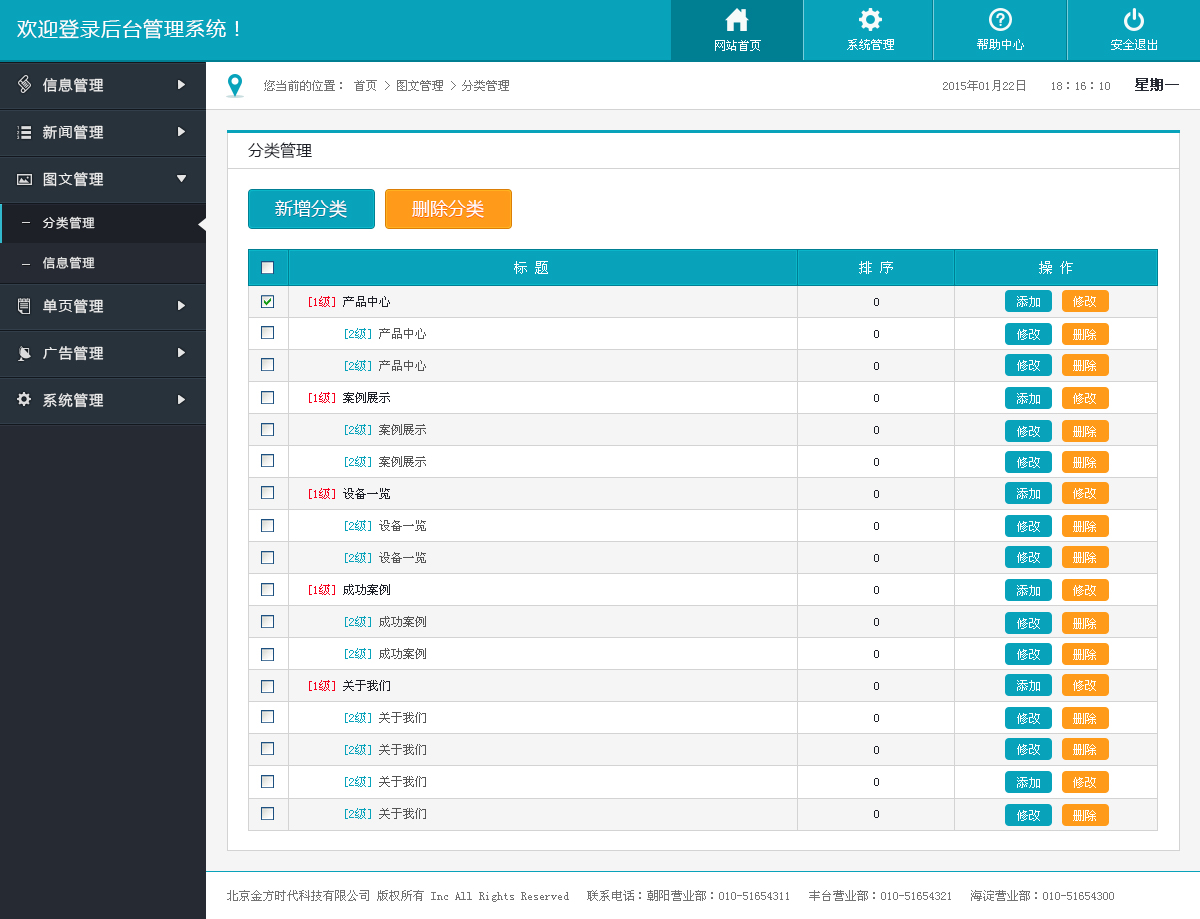 欢迎登录后台管理系统！
网站首页 系统管理 帮助中心 安全退出
信息管理
新闻管理
图文管理
分类管理
信息管理
单页管理
广告管理
系统管理
您当前的位置： 首页 > 图文管理 > 分类管理 2015年01月22日 18：16：10 星期一
分类管理
新增分类 删除分类
标 题 排 序 操 作
[1级] 产品中心 0 添加 修改
[2级] 产品中心 0 修改 删除
[2级] 产品中心 0 修改 删除
[1级] 案例展示 0 添加 修改
[2级] 案例展示 0 修改 删除
[2级] 案例展示 0 修改 删除
[1级] 设备一览 0 添加 修改
[2级] 设备一览 0 修改 删除
[2级] 设备一览 0 修改 删除
[1级] 成功案例 0 添加 修改
[2级] 成功案例 0 修改 删除
[2级] 成功案例 0 修改 删除
[1级] 关于我们 0 添加 修改
[2级] 关于我们 0 修改 删除
[2级] 关于我们 0 修改 删除
[2级] 关于我们 0 添加 修改
[2级] 关于我们 0 修改 删除
北京金方时代科技有限公司 版权所有 Inc All Rights Reserved 联系电话：朝阳营业部：010-51654311 丰台营业部：010-51654321 海淀营业部：010-51654300